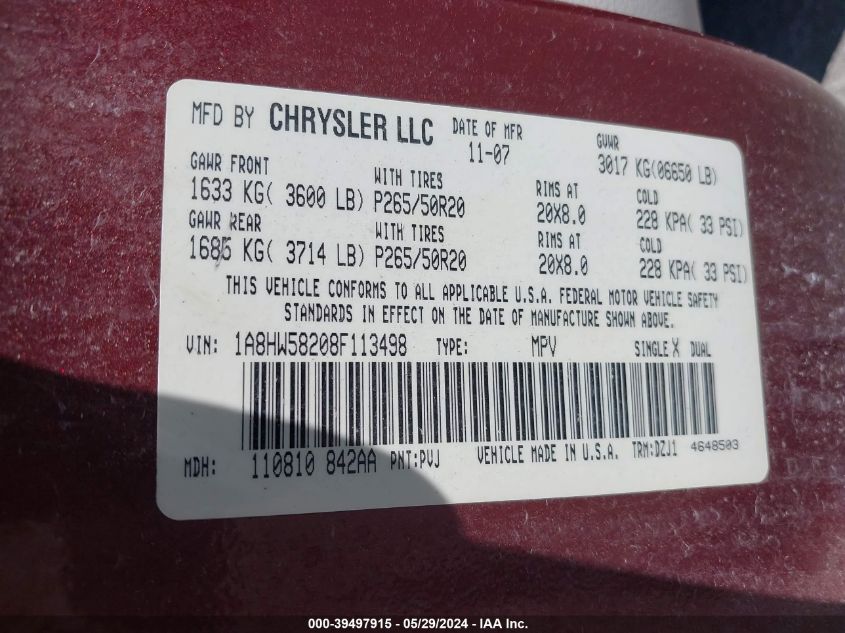 MFD BY CHRYSLER LLC DATE OF MFR GVWR
11-07 3017 KG(06650 LB)
GAWR FRONT WITH TIRES RIMS AT COLD
1633 KG( 3600 LB) P265/50R20 20X8.0 228 KPA( 33 PSI)
GAWR REAR WITH TIRES RIMS AT COLD
1685 KG( 3714 LB) P265/50R20 20X8.0 228 KPA( 33 PSI)
THIS VEHICLE CONFORMS TO ALL APPLICABLE U.S.A. FEDERAL MOTOR VEHICLE SAFETY
STANDARDS IN EFFECT ON THE DATE OF MANUFACTURE SHOWN ABOVE.
VIN: 1A8HW58208F113498 TYPE: MPV SINGLE X DUAL
MDH: 110810 842AA PNT:PVJ VEHICLE MADE IN U.S.A. TRM:DZJ1 4648503
000-39497915 - 05/29/2024 - IAA Inc.